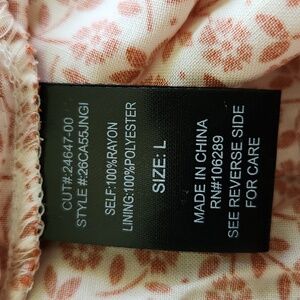 CUT#:24647-00
STYLE #:26CA55JNGI
SELF:100%RAYON
LINING:100%POLYESTER
SIZE: L
MADE IN CHINA
RN#106289
SEE REVERSE SIDE
FOR CARE